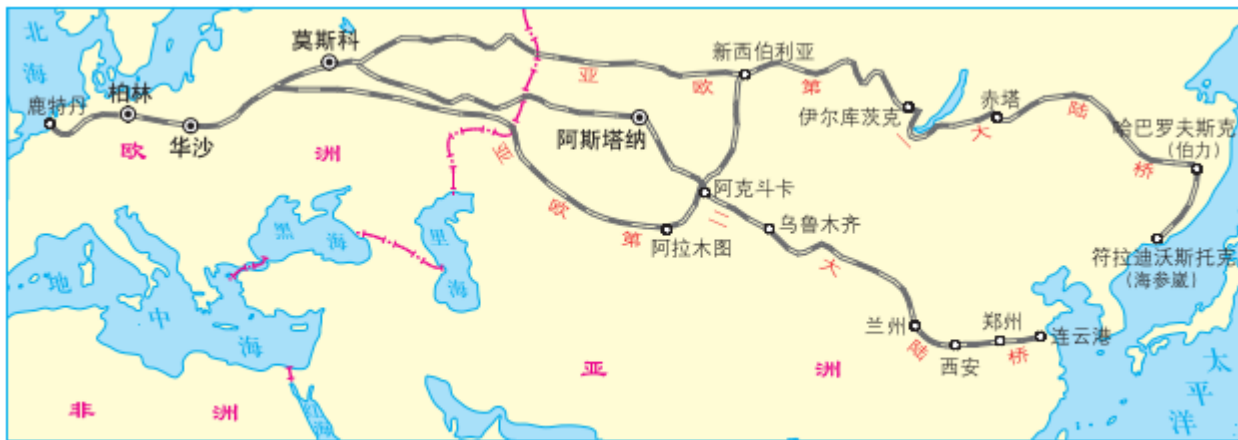 北海
莫斯科
新西伯利亚
亚欧第二大陆桥
鹿特丹
柏林
华沙
阿斯塔纳
伊尔库茨克
赤塔
哈巴罗夫斯克
(伯力)
欧洲
阿克斗卡
乌鲁木齐
亚欧第二大陆桥
阿拉木图
黑海
里海
符拉迪沃斯托克
(海参崴)
地中海
兰州
西安
郑州
连云港
亚洲
太平洋
非洲
红海